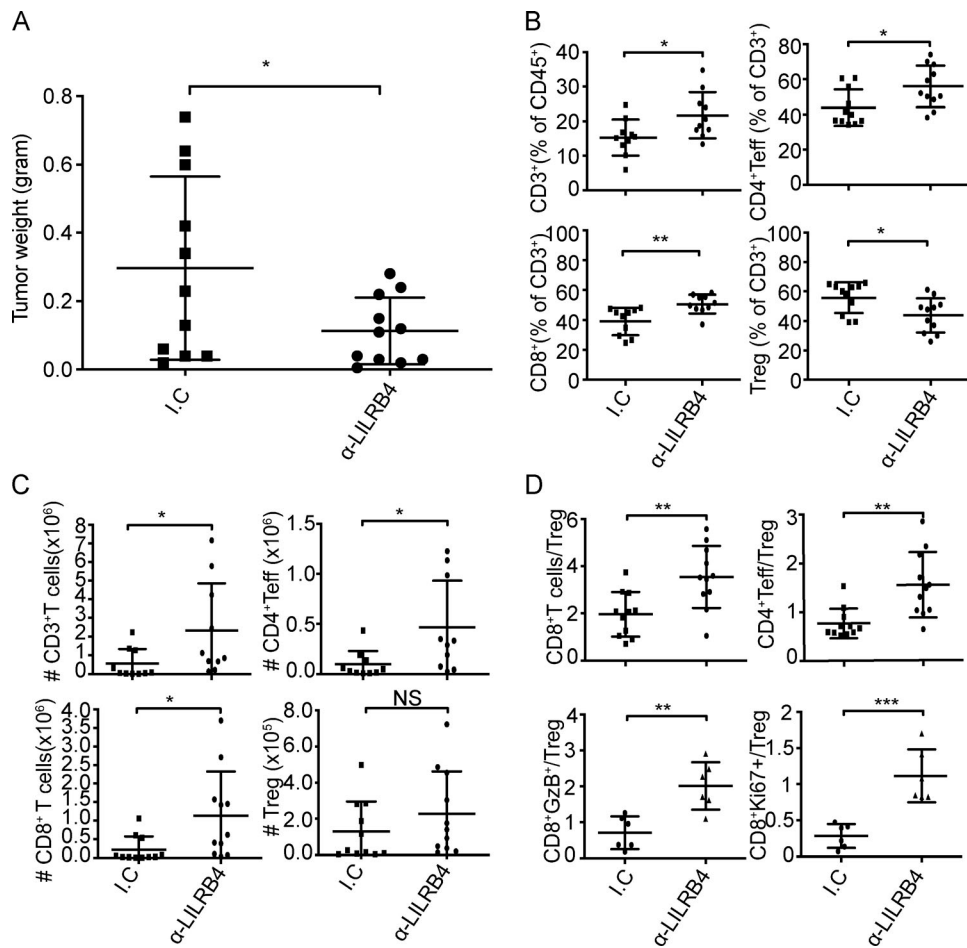 A
*
Tumor weight (gram)
0.8
0.6
0.4
0.2
0.0
I.C
α-LILRB4
B
*
CD3⁺(% of CD45⁺)
40
30
20
10
0
*
CD4⁺Teff (% of CD3⁺)
80
60
40
20
0
**
CD8⁺(% of CD3⁺)
100
80
60
40
20
0
I.C
α-LILRB4
*
Treg (% of CD3⁺)
100
80
60
40
20
0
I.C
α-LILRB4
C
*
# CD3⁺T cells(x10⁶)
8
7
6
5
4
3
2
1
0
*
# CD4⁺Teff (x10⁶)
1.5
1.0
0.5
0.0
*
# CD8⁺ T cells(x10⁶)
4.0
3.5
3.0
2.5
2.0
1.5
1.0
0.5
0.0
I.C
α-LILRB4
NS
# Treg (x10⁵)
8.0
6.0
4.0
2.0
0.0
I.C
α-LILRB4
D
**
CD8⁺T cells/Treg
6
4
2
0
**
CD4⁺Teff/Treg
3
2
1
0
**
CD8⁺GzB⁺/Treg
4
3
2
1
0
I.C
α-LILRB4
***
CD8⁺Ki67+/Treg
2
1.5
1
0.5
0
I.C
α-LILRB4